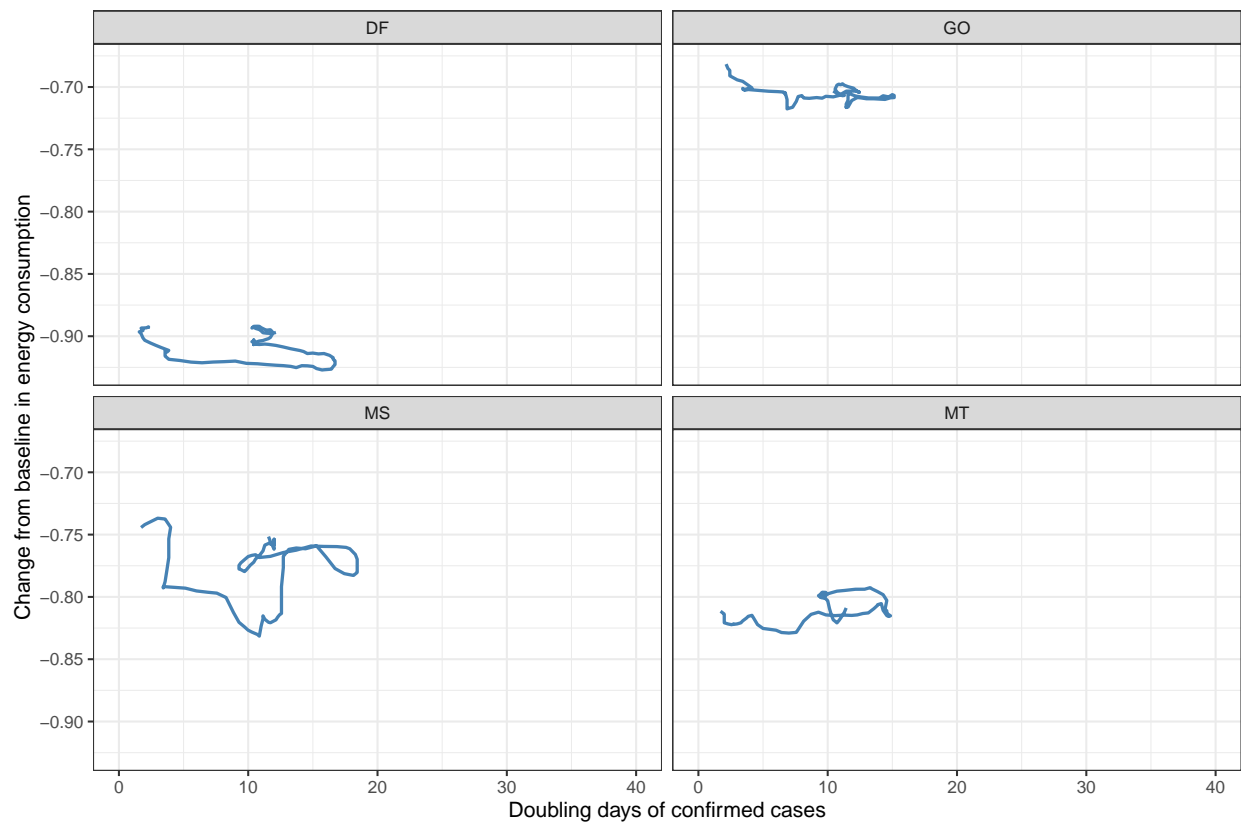 DF
GO
−0.70
−0.75
−0.80
−0.85
−0.90
MS
MT
−0.70
−0.75
−0.80
−0.85
−0.90
0 10 20 30 40
0 10 20 30 40
Doubling days of confirmed cases
Change from baseline in energy consumption